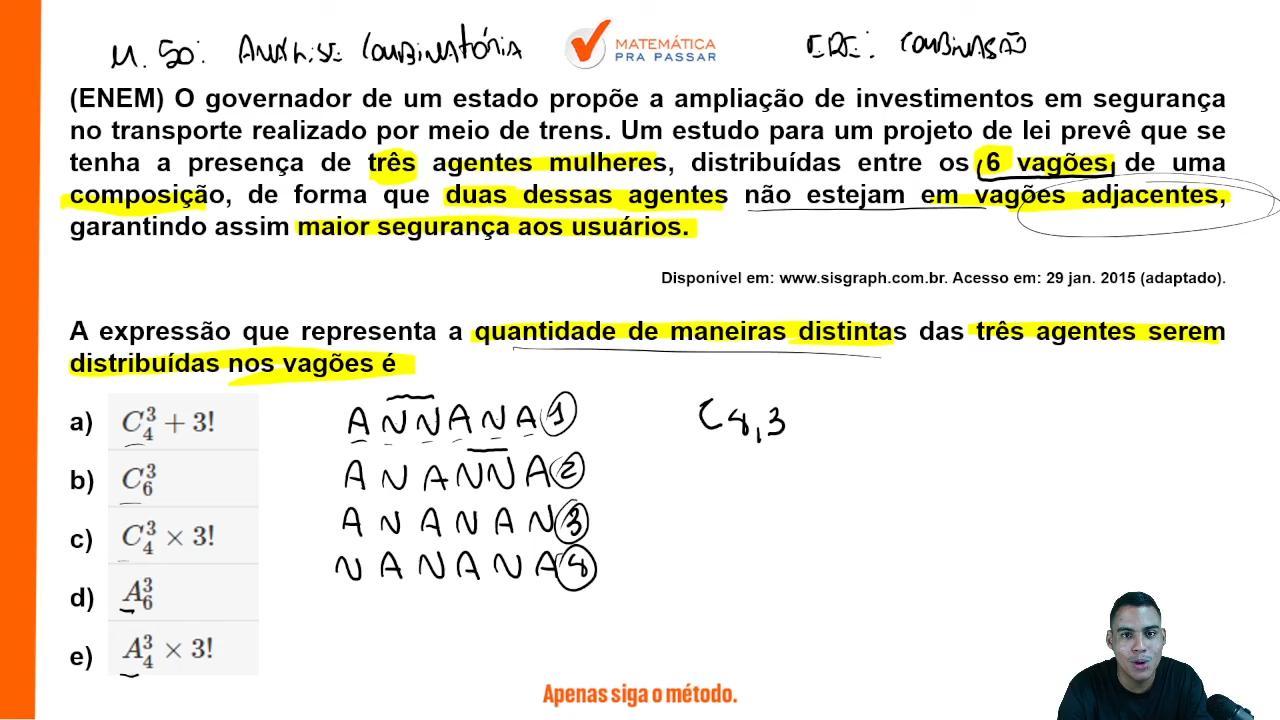 M. 50: ANÁLISE COMBINATÓRIA
MATEMÁTICA
PRA PASSAR
COMBINAÇÃO
(ENEM) O governador de um estado propõe a ampliação de investimentos em segurança
no transporte realizado por meio de trens. Um estudo para um projeto de lei prevê que se
tenha a presença de três agentes mulheres, distribuídas entre os 6 vagões de uma
composição, de forma que duas dessas agentes não estejam em vagões adjacentes,
garantindo assim maior segurança aos usuários.
Disponível em: www.sisgraph.com.br. Acesso em: 29 jan. 2015 (adaptado).
A expressão que representa a quantidade de maneiras distintas das três agentes serem
distribuídas nos vagões é
a) C₄³ + 3!
b) C₆³
c) C₄³ × 3!
d) A₆³
e) A₄³ × 3!
A N N A N A 1
A N A N N A 2
A N A N A N 3
N A N A N A 4
C 4,3
Apenas siga o método.